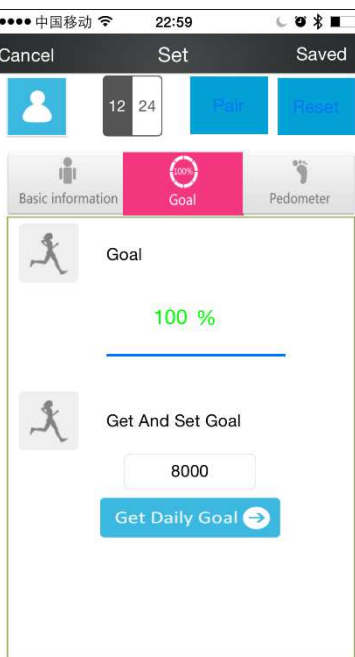 中国移动 22:59
Cancel Set Saved
12 24 Pair Reset
100%
Basic information Goal Pedometer
Goal
100 %
Get And Set Goal
8000
Get Daily Goal